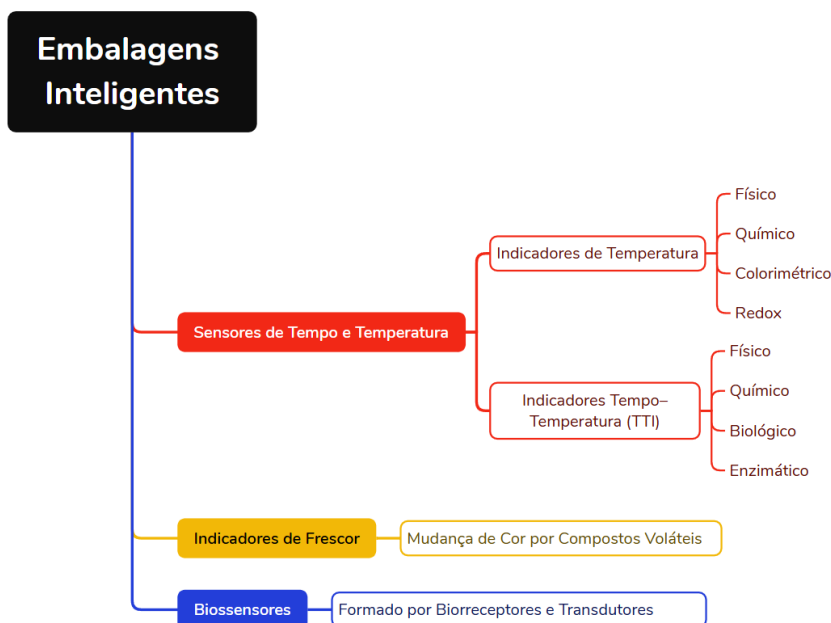 Embalagens
Inteligentes
Sensores de Tempo e Temperatura
Indicadores de Temperatura
Físico
Químico
Colorimétrico
Redox
Indicadores Tempo–
Temperatura (TTI)
Físico
Químico
Biológico
Enzimático
Indicadores de Frescor
Mudança de Cor por Compostos Voláteis
Biossensores
Formado por Biorreceptores e Transdutores